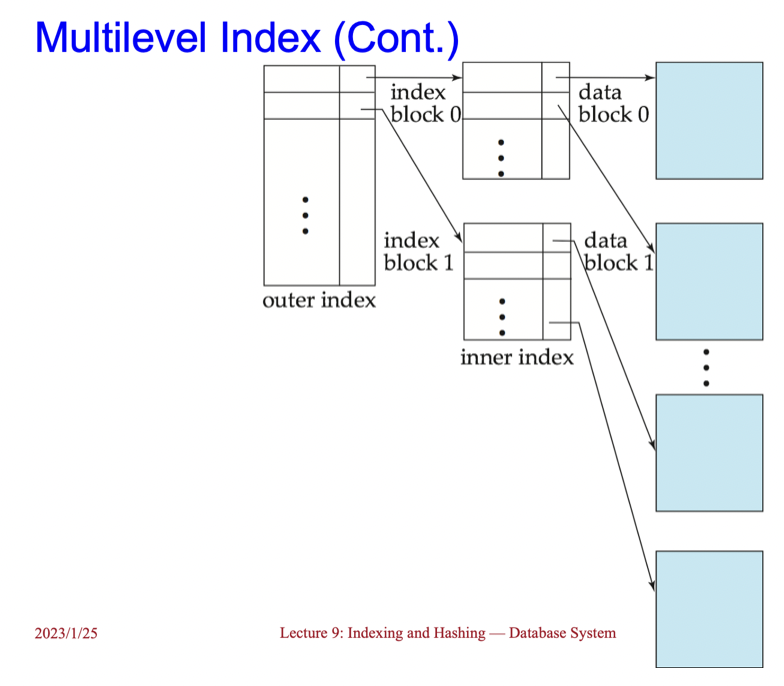 Multilevel Index (Cont.)
index
block 0
data
block 0
index
block 1
data
block 1
outer index
inner index
2023/1/25
Lecture 9: Indexing and Hashing — Database System